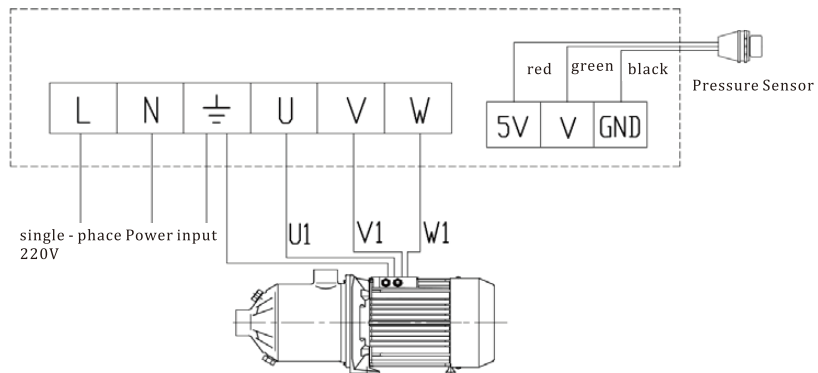 red green black
Pressure Sensor
L N U V W
5V V GND
single - phace Power input
220V
U1 V1 W1